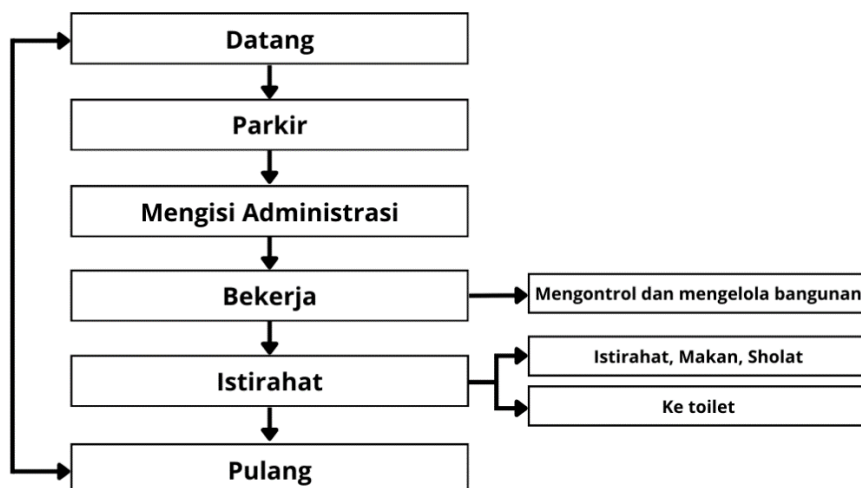 Datang
Parkir
Mengisi Administrasi
Bekerja
Mengontrol dan mengelola bangunan
Istirahat
Istirahat, Makan, Sholat
Ke toilet
Pulang